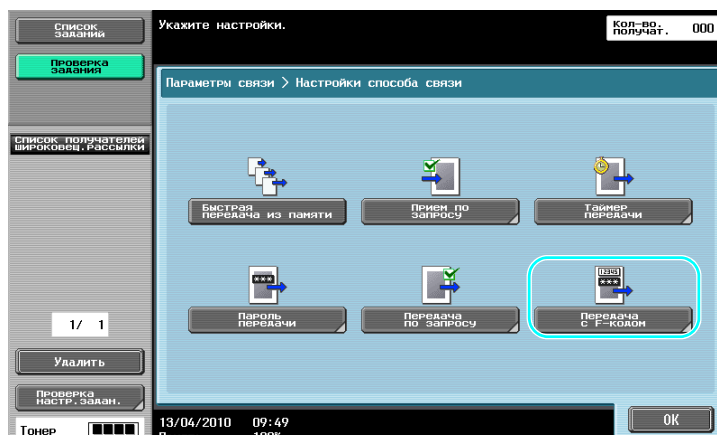 Список
заданий
Укажите настройки.
Кол-во.
получат.
000
Проверка
задания
Параметры связи > Настройки способа связи
Список получателей
широковещ.рассылки
Быстрая
передача из памяти
Прием по
запросу
Таймер
передачи
12345
***
***
Пароль
передачи
Передача
по запросу
Передача
с F-кодом
1/ 1
Удалить
Проверка
настр.задан.
Тонер
13/04/2010 09:49
OK